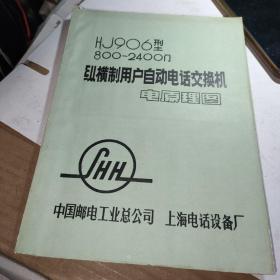 HJ906型
800-2400门
纵横制用户自动电话交换机
电原理图
SHH
中国邮电工业总公司 上海电话设备厂